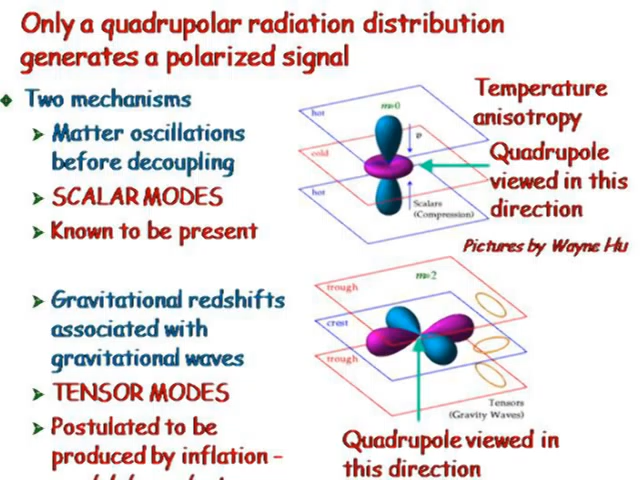 Only a quadrupolar radiation distribution
generates a polarized signal
Two mechanisms
Matter oscillations
before decoupling
SCALAR MODES
Known to be present
Gravitational redshifts
associated with
gravitational waves
TENSOR MODES
Postulated to be
produced by inflation -
hot
m=0
cold
v
hot
Scalars
(Compression)
Temperature
anisotropy
Quadrupole
viewed in this
direction
Pictures by Wayne Hu
trough
m=2
crest
trough
Tensors
(Gravity Waves)
Quadrupole viewed in
this direction